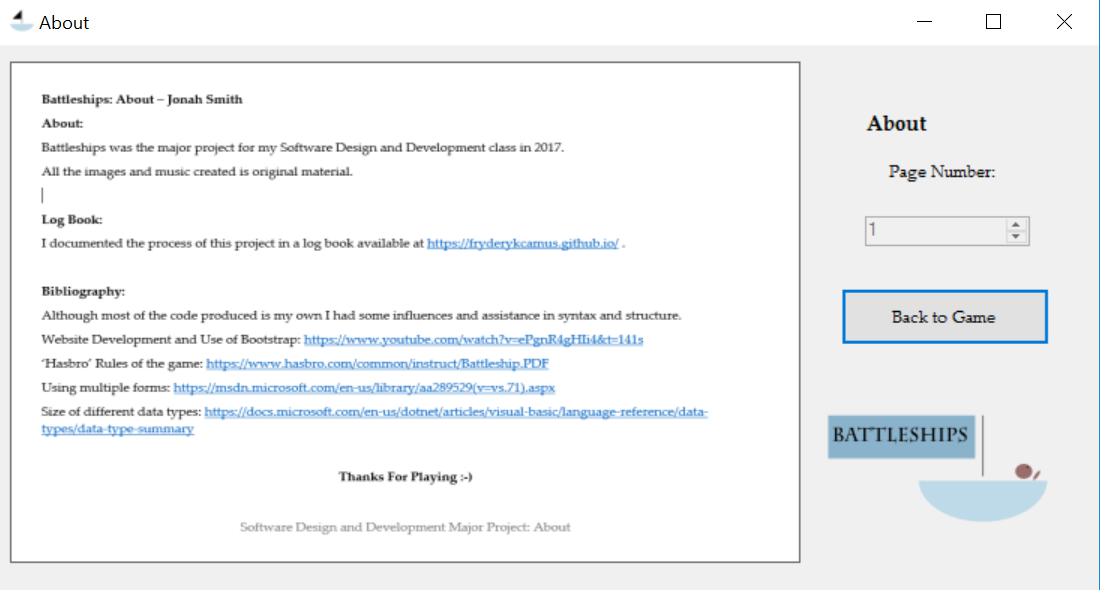 About
Battleships: About – Jonah Smith
About:
Battleships was the major project for my Software Design and Development class in 2017.
All the images and music created is original material.
Log Book:
I documented the process of this project in a log book available at https://fryderykcamus.github.io/ .
Bibliography:
Although most of the code produced is my own I had some influences and assistance in syntax and structure.
Website Development and Use of Bootstrap: https://www.youtube.com/watch?v=ePgnR4gHIi4&t=141s
‘Hasbro’ Rules of the game: https://www.hasbro.com/common/instruct/Battleship.PDF
Using multiple forms: https://msdn.microsoft.com/en-us/library/aa289529(v=vs.71).aspx
Size of different data types: https://docs.microsoft.com/en-us/dotnet/articles/visual-basic/language-reference/data-
types/data-type-summary
Thanks For Playing :-)
Software Design and Development Major Project: About
About
Page Number:
1
Back to Game
BATTLESHIPS